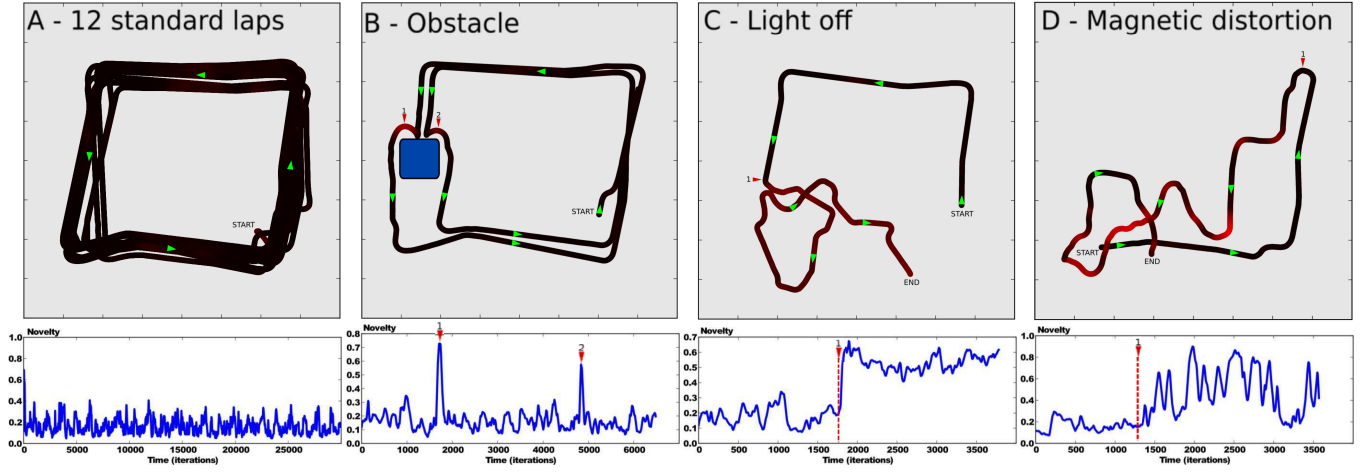 A - 12 standard laps
START
B - Obstacle
1
2
START
C - Light off
1
START
END
D - Magnetic distortion
1
START
END
Novelty
1.0
0.8
0.6
0.4
0.2
0.0
0 5000 10000 15000 20000 25000
Time (iterations)
Novelty
0.8
0.7
0.6
0.5
0.4
0.3
0.2
0.1
0.0
1
2
0 1000 2000 3000 4000 5000 6000
Time (iterations)
Novelty
0.7
0.6
0.5
0.4
0.3
0.2
0.1
0.0
1
0 500 1000 1500 2000 2500 3000 3500
Time (iterations)
Novelty
1.0
0.8
0.6
0.4
0.2
0.0
1
0 500 1000 1500 2000 2500 3000 3500
Time (iterations)